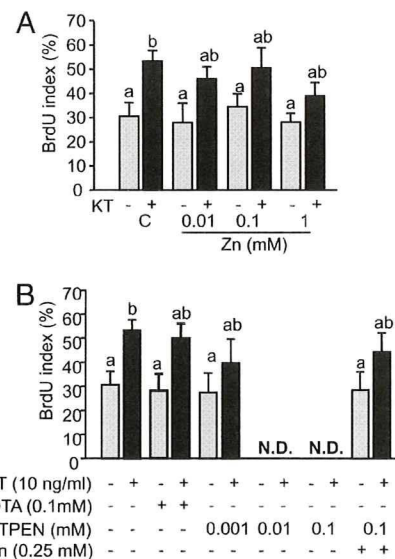 A
BrdU index (%)
70
60
50
40
30
20
10
0
a b a ab a ab a ab
KT - + - + - + - +
C 0.01 0.1 1
Zn (mM)
B
BrdU index (%)
70
60
50
40
30
20
10
0
a b a ab a ab N.D. N.D. a ab
T (10 ng/ml) - + - + - + - + - + - +
OTA (0.1mM) - - + + - - - - - - - -
TPEN (mM) - - - - 0.001 0.01 0.1 0.1
n (0.25 mM) - - - - - - - - - - + +